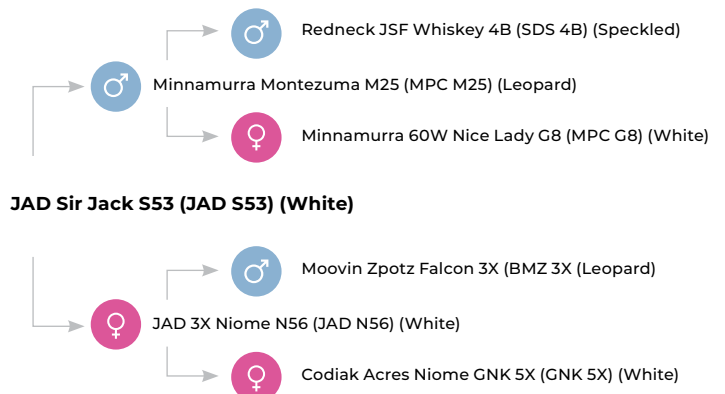 Redneck JSF Whiskey 4B (SDS 4B) (Speckled)
Minnamurra Montezuma M25 (MPC M25) (Leopard)
Minnamurra 60W Nice Lady G8 (MPC G8) (White)
JAD Sir Jack S53 (JAD S53) (White)
Moovin Zpotz Falcon 3X (BMZ 3X (Leopard)
JAD 3X Niome N56 (JAD N56) (White)
Codiak Acres Niome GNK 5X (GNK 5X) (White)